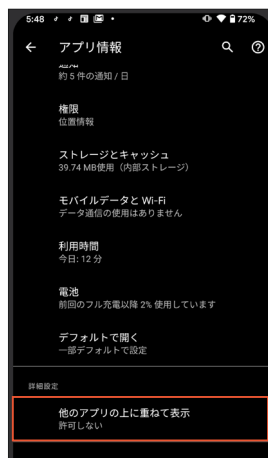 5:48
72%
アプリ情報
通知
約 5 件の通知 / 日
権限
位置情報
ストレージとキャッシュ
39.74 MB使用（内部ストレージ）
モバイルデータと Wi-Fi
データ通信の使用はありません
利用時間
今日: 12 分
電池
前回のフル充電以降 2% 使用しています
デフォルトで開く
一部デフォルトで設定
詳細設定
他のアプリの上に重ねて表示
許可しない